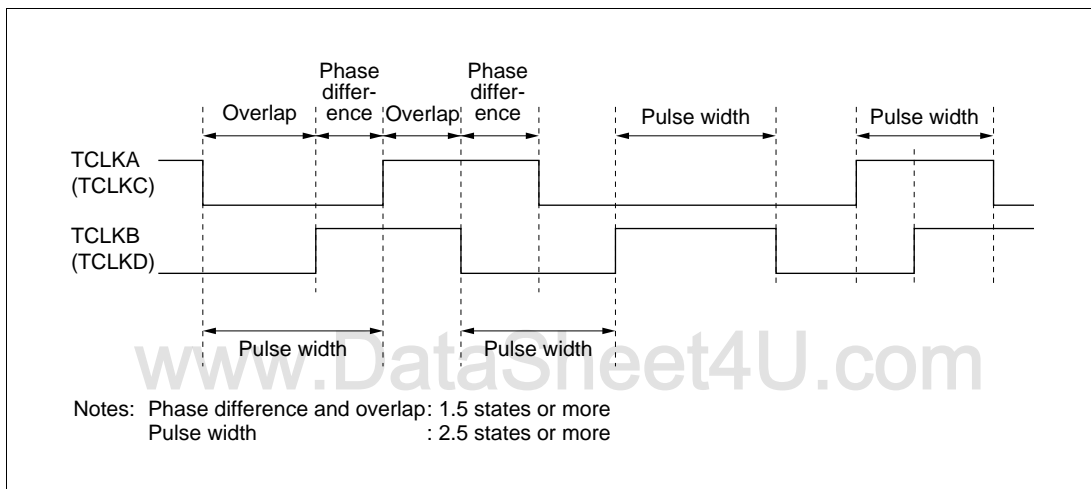 Phase
differ-
ence
Phase
differ-
ence
Overlap
Overlap
Pulse width
Pulse width
TCLKA
(TCLKC)
TCLKB
(TCLKD)
Pulse width
Pulse width
www.DataSheet4U.com
Notes: Phase difference and overlap: 1.5 states or more
Pulse width : 2.5 states or more